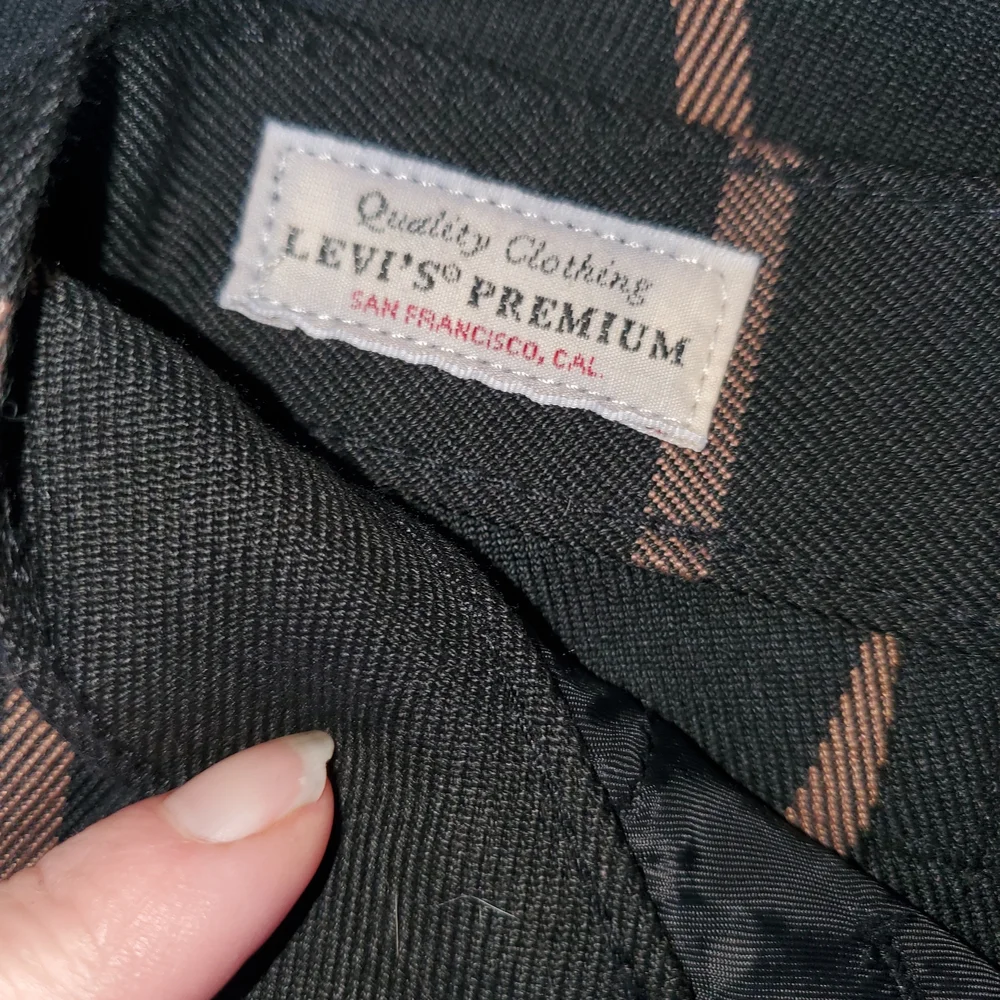 Quality Clothing
LEVI'S® PREMIUM
SAN FRANCISCO, CAL.